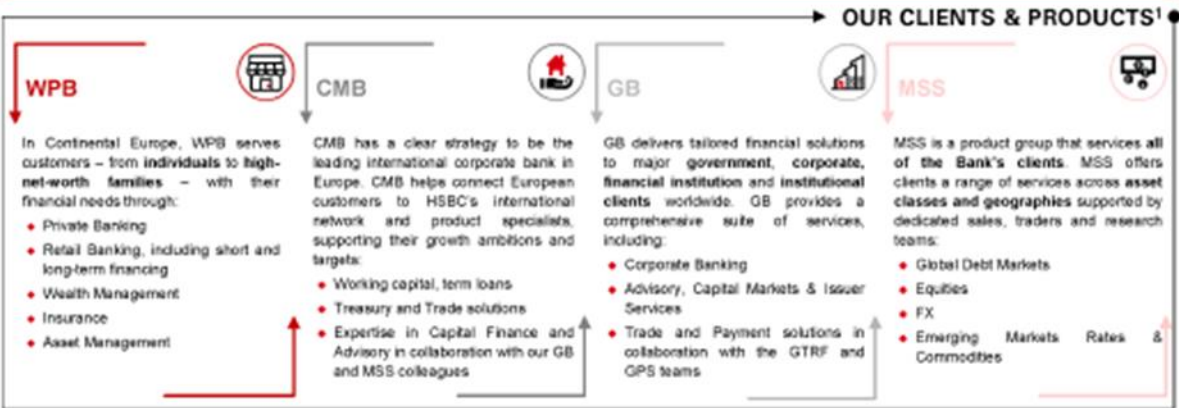 OUR CLIENTS & PRODUCTS¹
WPB
In Continental Europe, WPB serves
customers – from individuals to high-
net-worth families – with their
financial needs through:
Private Banking
Retail Banking, including short and
long-term financing
Wealth Management
Insurance
Asset Management
CMB
CMB has a clear strategy to be the
leading international corporate bank in
Europe. CMB helps connect European
customers to HSBC's international
network and product specialists,
supporting their growth ambitions and
targets:
Working capital, term loans
Treasury and Trade solutions
Expertise in Capital Finance and
Advisory in collaboration with our GB
and MSS colleagues
GB
GB delivers tailored financial solutions
to major government, corporate,
financial institution and institutional
clients worldwide. GB provides a
comprehensive suite of services,
including:
Corporate Banking
Advisory, Capital Markets & Issuer
Services
Trade and Payment solutions in
collaboration with the GTRF and
GPS teams
MSS
MSS is a product group that services all
of the Bank's clients. MSS offers
clients a range of services across asset
classes and geographies supported by
dedicated sales, traders and research
teams:
Global Debt Markets
Equities
FX
Emerging Markets Rates &
Commodities